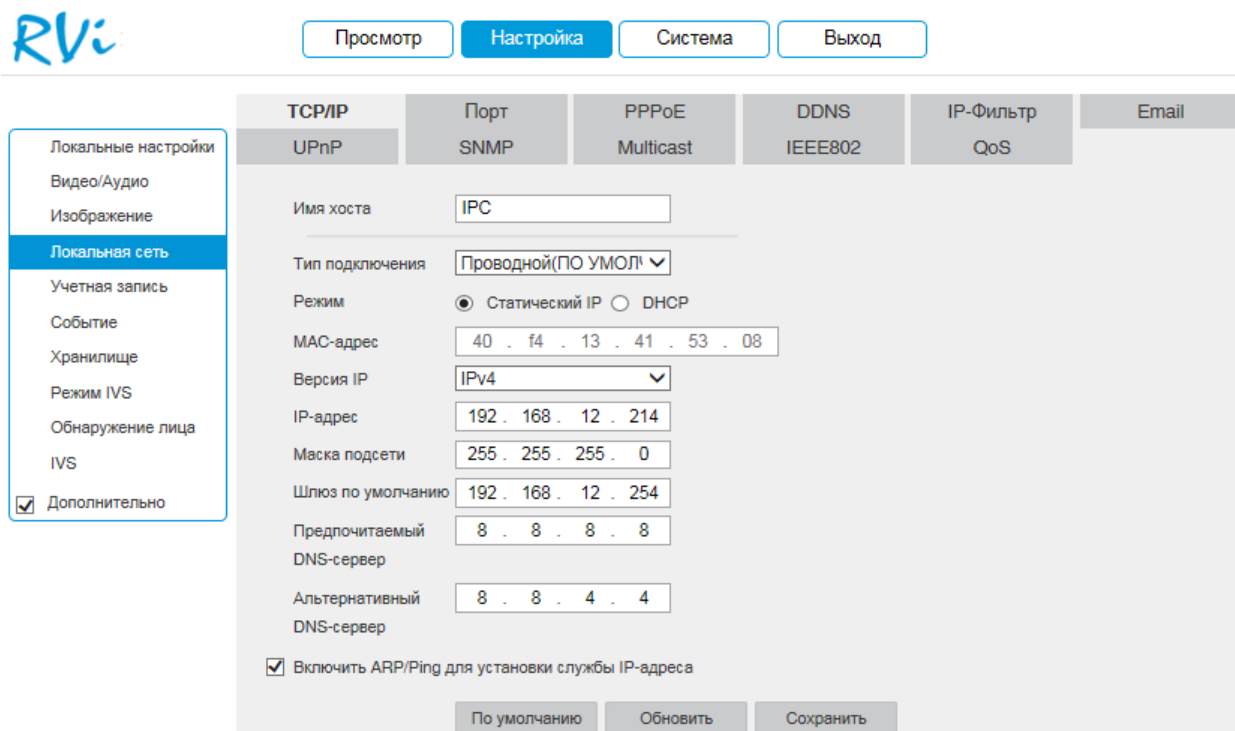 RVi
Просмотр Настройка Система Выход
TCP/IP Порт PPPoE DDNS IP-Фильтр Email
UPnP SNMP Multicast IEEE802 QoS
Локальные настройки
Видео/Аудио
Изображение
Локальная сеть
Учетная запись
Событие
Хранилище
Режим IVS
Обнаружение лица
IVS
Дополнительно
Имя хоста IPC
Тип подключения Проводной(ПО УМОЛЧ
Режим Статический IP DHCP
MAC-адрес 40 . f4 . 13 . 41 . 53 . 08
Версия IP IPv4
IP-адрес 192 . 168 . 12 . 214
Маска подсети 255 . 255 . 255 . 0
Шлюз по умолчанию 192 . 168 . 12 . 254
Предпочитаемый 8 . 8 . 8 . 8
DNS-сервер
Альтернативный 8 . 8 . 4 . 4
DNS-сервер
Включить ARP/Ping для установки службы IP-адреса
По умолчанию Обновить Сохранить